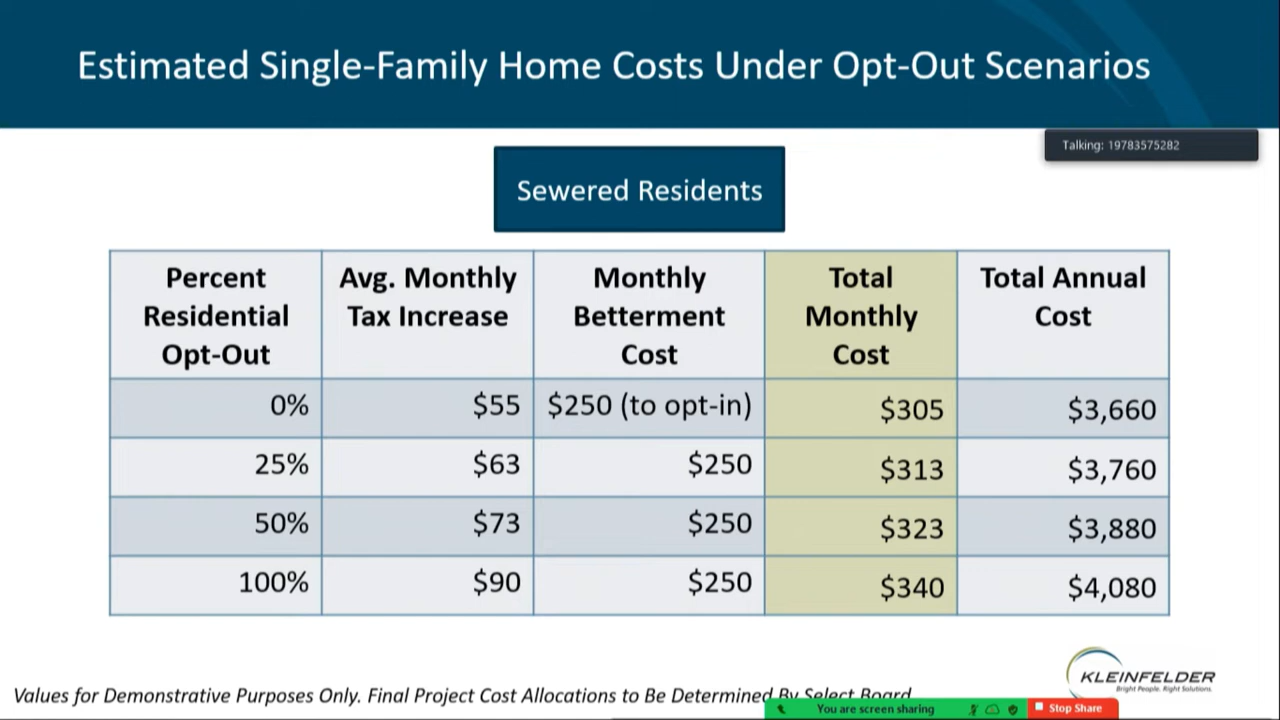 Estimated Single-Family Home Costs Under Opt-Out Scenarios
Talking: 19783575282
Sewered Residents
Percent Residential Opt-Out Avg. Monthly Tax Increase Monthly Betterment Cost Total Monthly Cost Total Annual Cost
0% $55 $250 (to opt-in) $305 $3,660
25% $63 $250 $313 $3,760
50% $73 $250 $323 $3,880
100% $90 $250 $340 $4,080
KLEINFELDER
Bright People. Right Solutions.
Values for Demonstrative Purposes Only. Final Project Cost Allocations to Be Determined By Select Board
You are screen sharing Stop Share